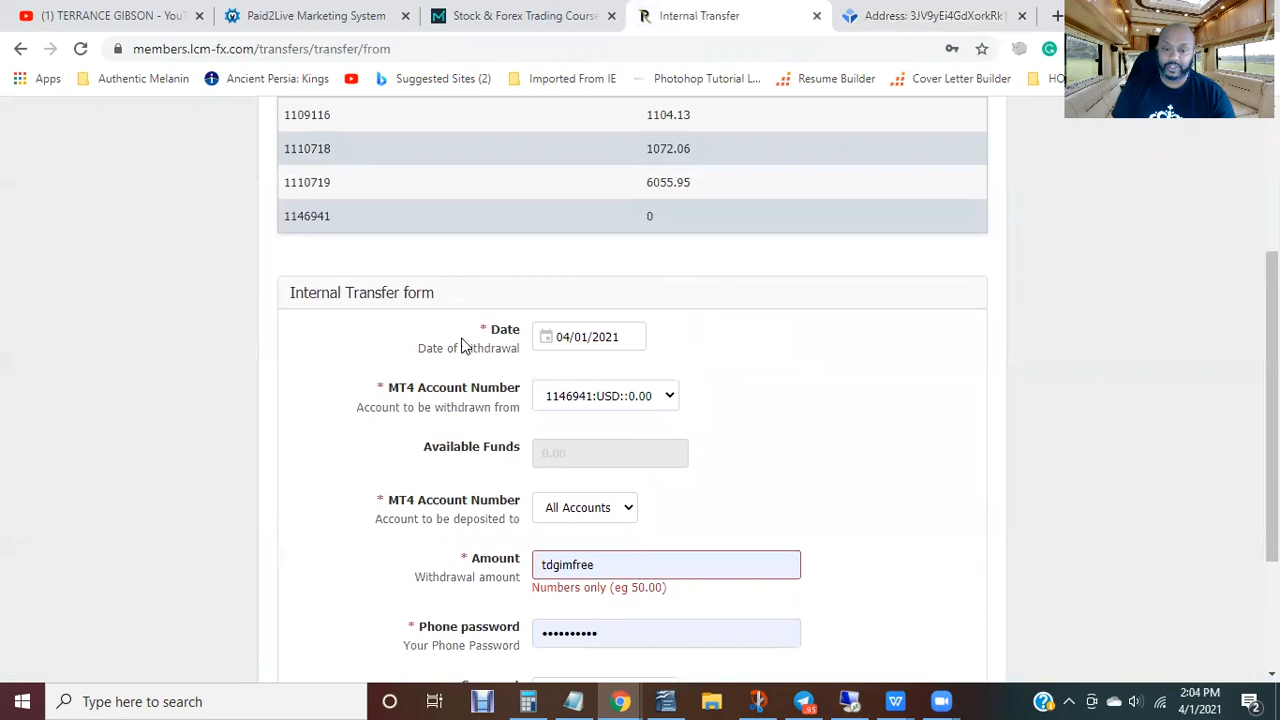 (1) TERRANCE GIBSON - YouT
Paid2Live Marketing System
Stock & Forex Trading Course
Internal Transfer
members.lcm-fx.com/transfers/transfer/from
Apps
Authentic Melanin
Ancient Persa: Kings
Suggested Sites (2)
Imported From IE
Photohop Tutorial L...
Resume Builder
Cover Letter Builder
HO
1109116 1104.13
1110718 1072.06
1110719 6055.95
1146941 0
Internal Transfer form
* Date
04/01/2021
Date of withdrawal
* MT4 Account Number
1146941:USD::0.00
Account to be withdrawn from
Available Funds
0.00
* MT4 Account Number
All Accounts
Account to be deposited to
* Amount
tdgimfree
Withdrawal amount
Numbers only (eg 50.00)
* Phone password
••••••••••
Your Phone Password
Type here to search
95
2:04 PM
4/1/2021
2